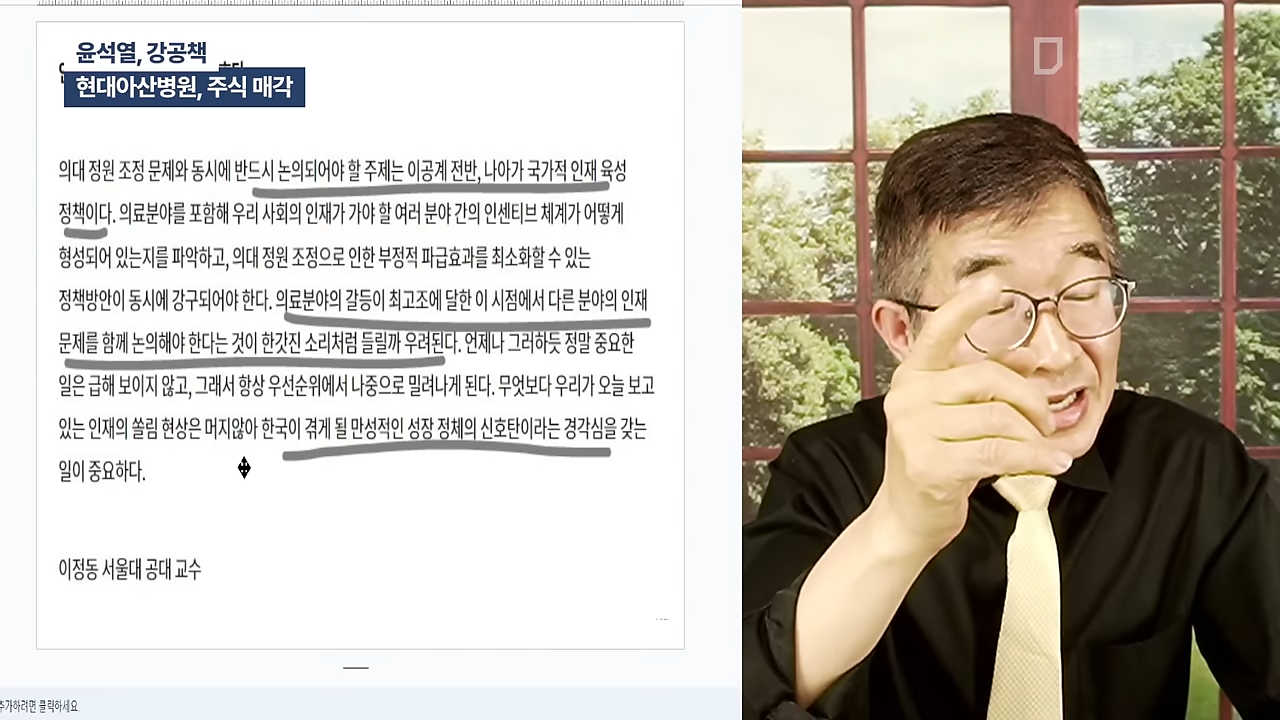 윤석열, 강공책
현대아산병원, 주식 매각
의대 정원 조정 문제와 동시에 반드시 논의되어야 할 주제는 이공계 전반, 나아가 국가적 인재 육성
정책이다. 의료분야를 포함해 우리 사회의 인재가 가야 할 여러 분야 간의 인센티브 체계가 어떻게
형성되어 있는지를 파악하고, 의대 정원 조정으로 인한 부정적 파급효과를 최소화할 수 있는
정책방안이 동시에 강구되어야 한다. 의료분야의 갈등이 최고조에 달한 이 시점에서 다른 분야의 인재
문제를 함께 논의해야 한다는 것이 한갓진 소리처럼 들릴까 우려된다. 언제나 그러하듯 정말 중요한
일은 급해 보이지 않고, 그래서 항상 우선순위에서 나중으로 밀려나게 된다. 무엇보다 우리가 오늘 보고
있는 인재의 쏠림 현상은 머지않아 한국이 겪게 될 만성적인 성장 정체의 신호탄이라는 경각심을 갖는
일이 중요하다.
이정동 서울대 공대 교수
추가하려면 클릭하세요